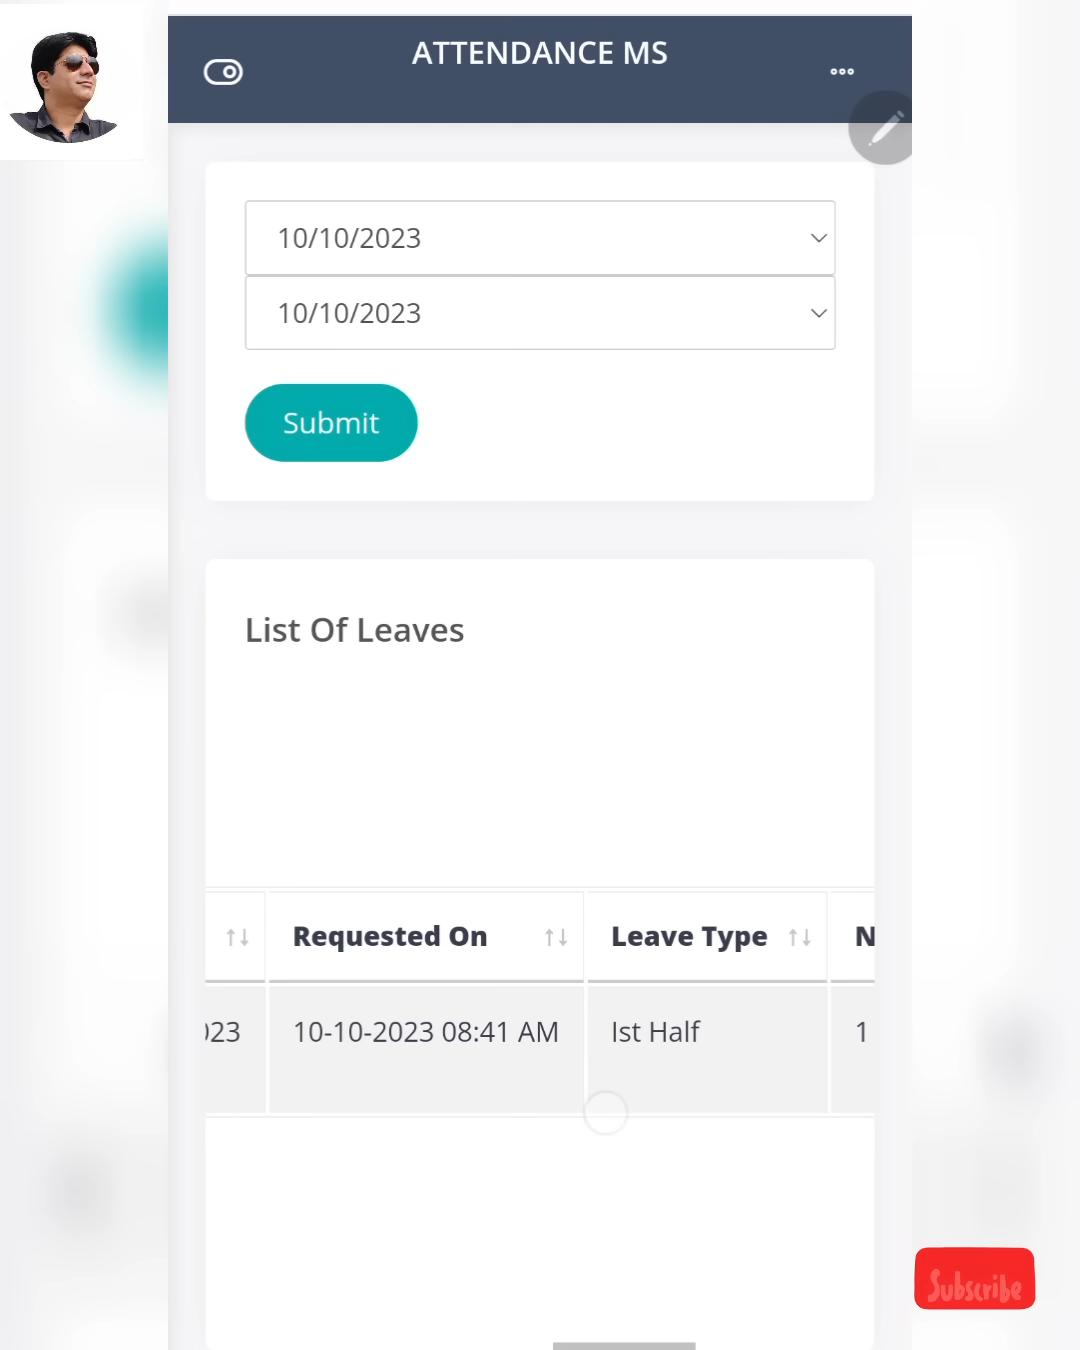 ATTENDANCE MS
10/10/2023
10/10/2023
Submit
List Of Leaves
Requested On Leave Type N
023 10-10-2023 08:41 AM Ist Half 1
Subscribe